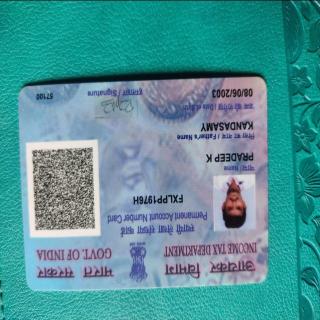 आयकर विभाग
INCOME TAX DEPARTMENT
भारत सरकार
GOVT. OF INDIA
स्थायी लेखा संख्या कार्ड
Permanent Account Number Card
FXLPP1976H
नाम / Name
PRADEEP K
पिता का नाम / Father's Name
KANDASAMY
जन्म की तारीख / Date of Birth
08/06/2003
हस्ताक्षर / Signature
57100